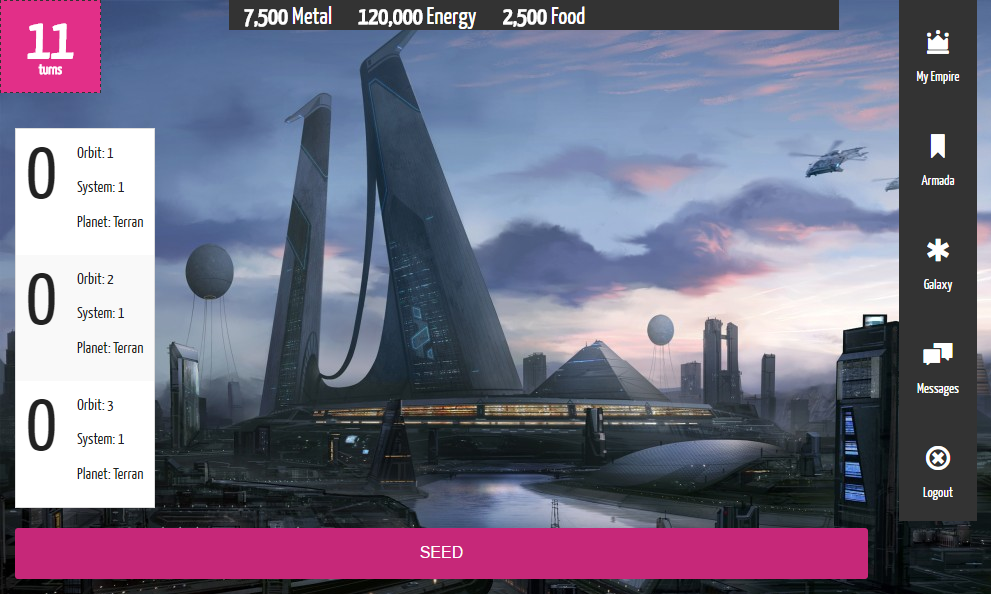 11
turns
7,500 Metal 120,000 Energy 2,500 Food
0
Orbit: 1
System: 1
Planet: Terran
0
Orbit: 2
System: 1
Planet: Terran
0
Orbit: 3
System: 1
Planet: Terran
SEED
My Empire
Armada
Galaxy
Messages
Logout